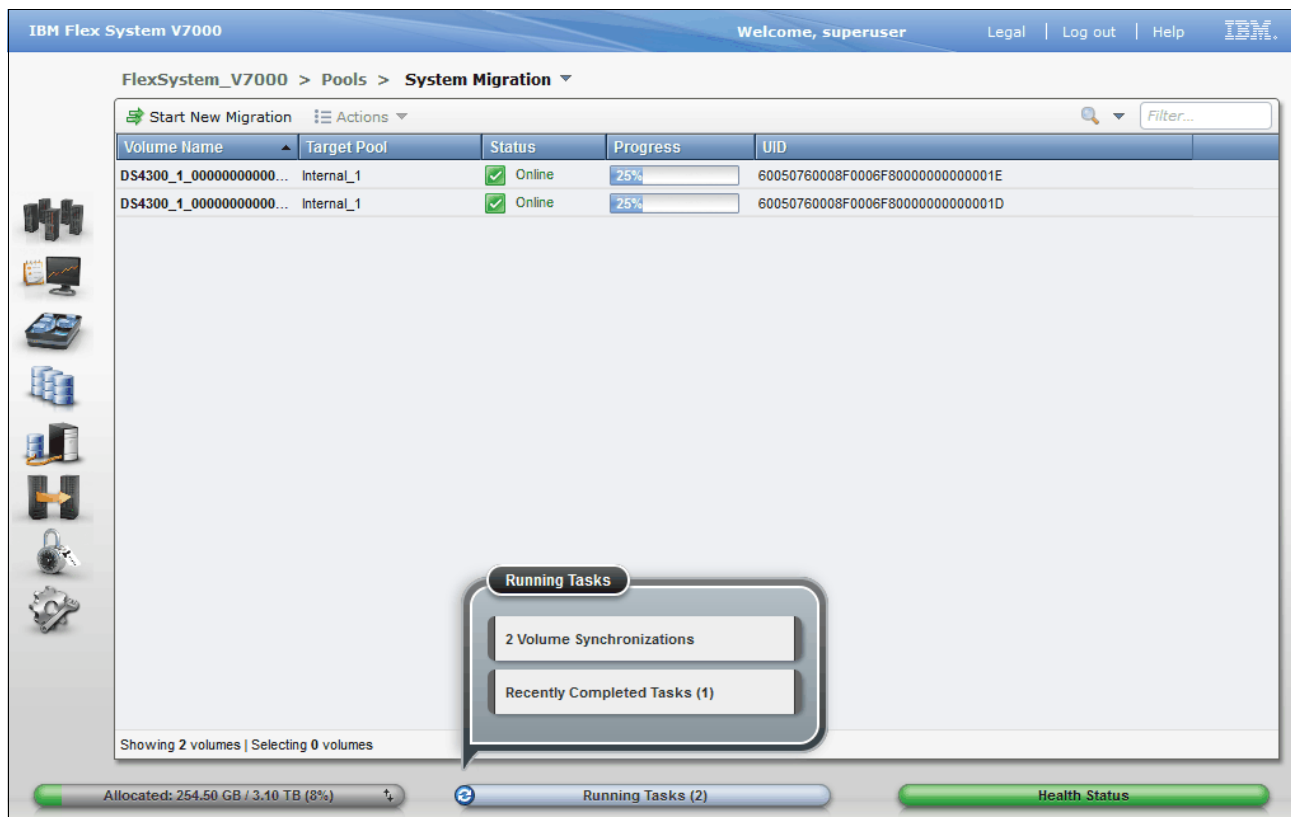 IBM Flex System V7000
Welcome, superuser
Legal | Log out | Help
IBM.
FlexSystem_V7000 > Pools > System Migration
Start New Migration Actions Filter...
Volume Name Target Pool Status Progress UID
DS4300_1_00000000000... Internal_1 Online 25% 60050760008F0006F80000000000001E
DS4300_1_00000000000... Internal_1 Online 25% 60050760008F0006F80000000000001D
Running Tasks
2 Volume Synchronizations
Recently Completed Tasks (1)
Showing 2 volumes | Selecting 0 volumes
Allocated: 254.50 GB / 3.10 TB (8%)
Running Tasks (2)
Health Status